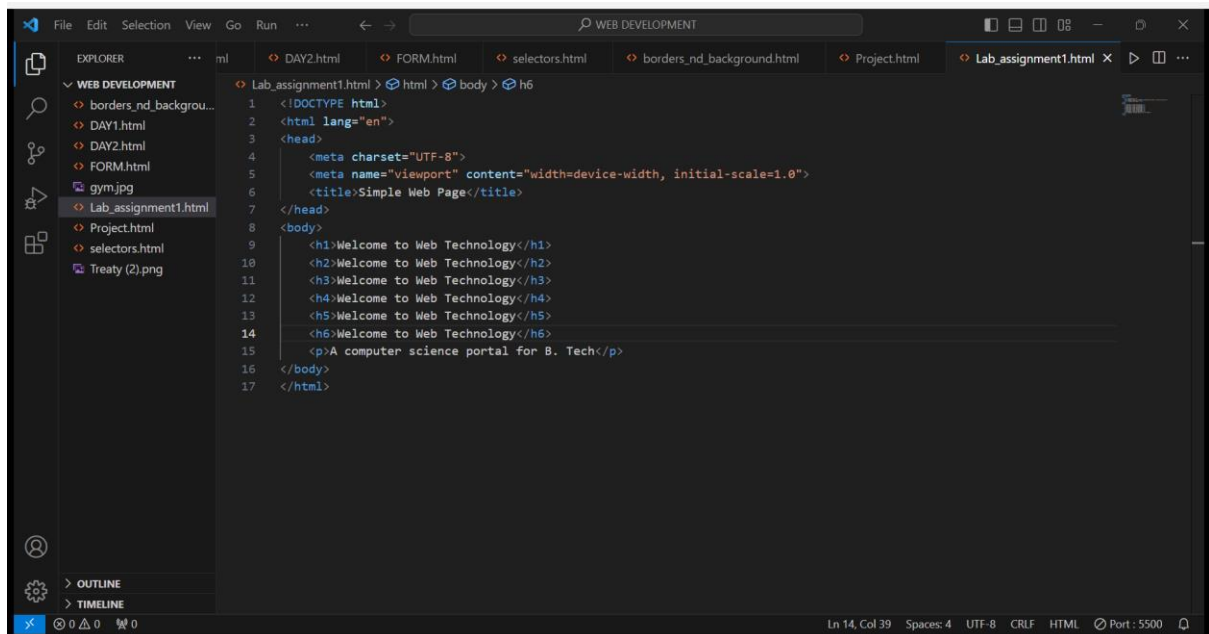 File Edit Selection View Go Run ··· ← → WEB DEVELOPMENT
EXPLORER ··· ml DAY2.html FORM.html selectors.html borders_nd_background.html Project.html Lab_assignment1.html ···
WEB DEVELOPMENT
borders_nd_backgrou...
DAY1.html
DAY2.html
FORM.html
gym.jpg
Lab_assignment1.html
Project.html
selectors.html
Treaty (2).png
Lab_assignment1.html > html > body > h6
1 <!DOCTYPE html>
2 <html lang="en">
3 <head>
4 <meta charset="UTF-8">
5 <meta name="viewport" content="width=device-width, initial-scale=1.0">
6 <title>Simple Web Page</title>
7 </head>
8 <body>
9 <h1>Welcome to Web Technology</h1>
10 <h2>Welcome to Web Technology</h2>
11 <h3>Welcome to Web Technology</h3>
12 <h4>Welcome to Web Technology</h4>
13 <h5>Welcome to Web Technology</h5>
14 <h6>Welcome to Web Technology</h6>
15 <p>A computer science portal for B. Tech</p>
16 </body>
17 </html>
> OUTLINE
> TIMELINE
0 0 0 Ln 14, Col 39 Spaces: 4 UTF-8 CRLF HTML Port : 5500